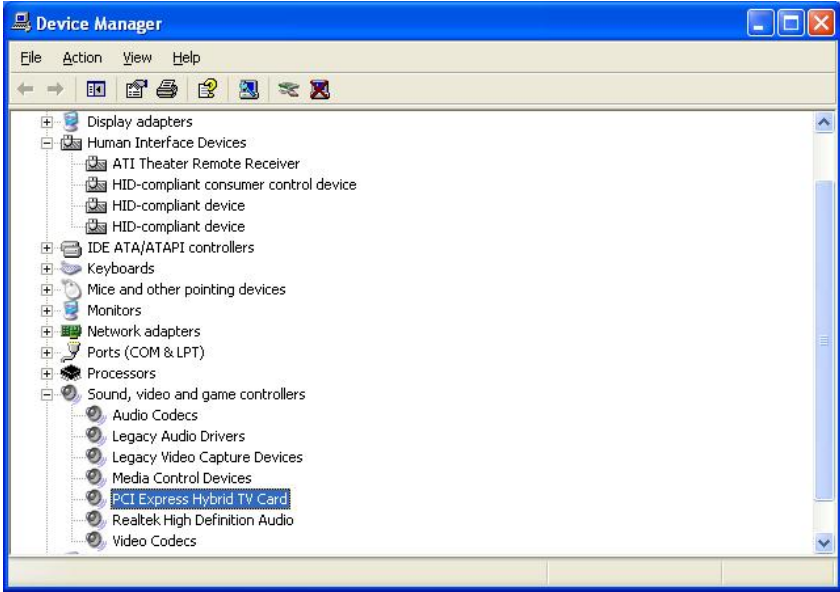 Device Manager
File Action View Help
Display adapters
Human Interface Devices
ATI Theater Remote Receiver
HID-compliant consumer control device
HID-compliant device
HID-compliant device
IDE ATA/ATAPI controllers
Keyboards
Mice and other pointing devices
Monitors
Network adapters
Ports (COM & LPT)
Processors
Sound, video and game controllers
Audio Codecs
Legacy Audio Drivers
Legacy Video Capture Devices
Media Control Devices
PCI Express Hybrid TV Card
Realtek High Definition Audio
Video Codecs